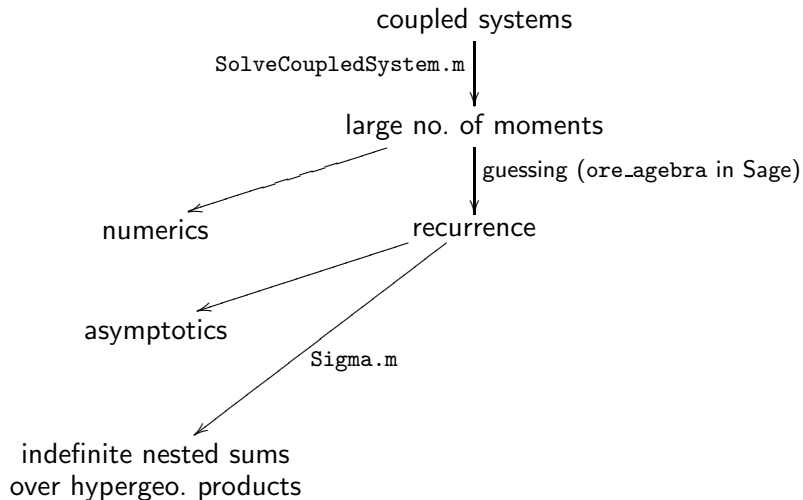 coupled systems
SolveCoupledSystem.m
large no. of moments
guessing (ore_agebra in Sage)
numerics
recurrence
asymptotics
Sigma.m
indefinite nested sums
over hypergeo. products